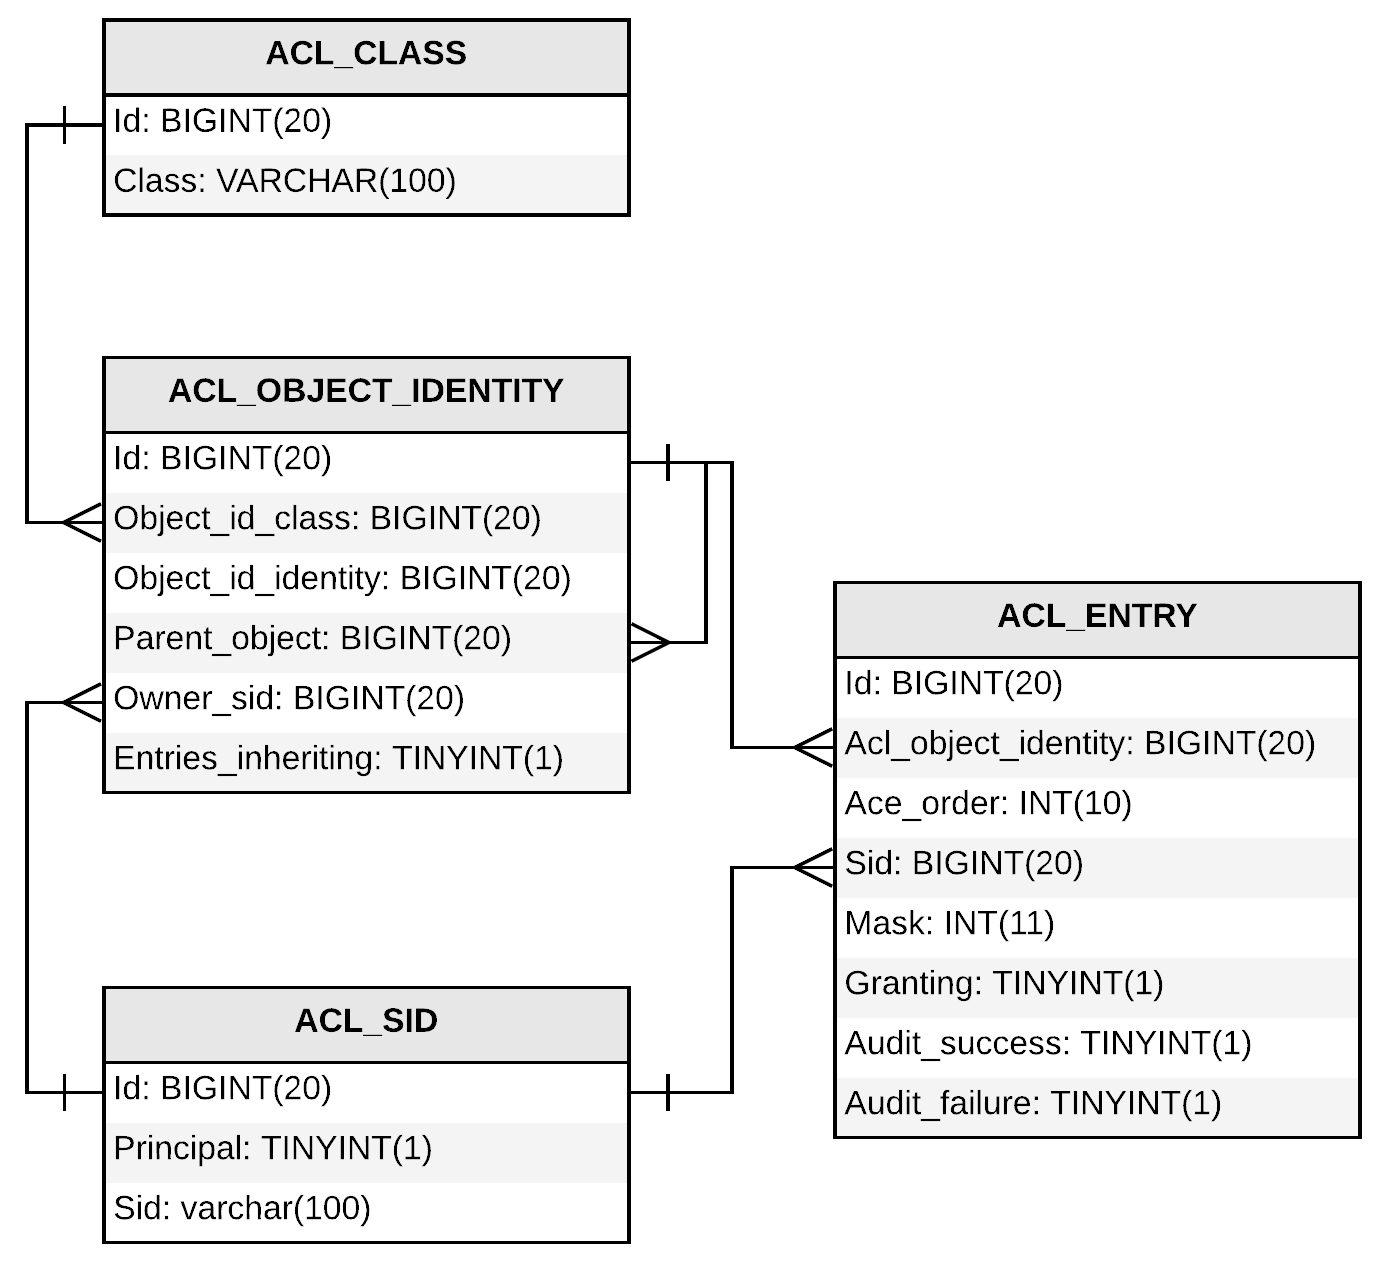 ACL_CLASS
Id: BIGINT(20)
Class: VARCHAR(100)
ACL_OBJECT_IDENTITY
Id: BIGINT(20)
Object_id_class: BIGINT(20)
Object_id_identity: BIGINT(20)
Parent_object: BIGINT(20)
Owner_sid: BIGINT(20)
Entries_inheriting: TINYINT(1)
ACL_ENTRY
Id: BIGINT(20)
Acl_object_identity: BIGINT(20)
Ace_order: INT(10)
Sid: BIGINT(20)
Mask: INT(11)
Granting: TINYINT(1)
Audit_success: TINYINT(1)
Audit_failure: TINYINT(1)
ACL_SID
Id: BIGINT(20)
Principal: TINYINT(1)
Sid: varchar(100)